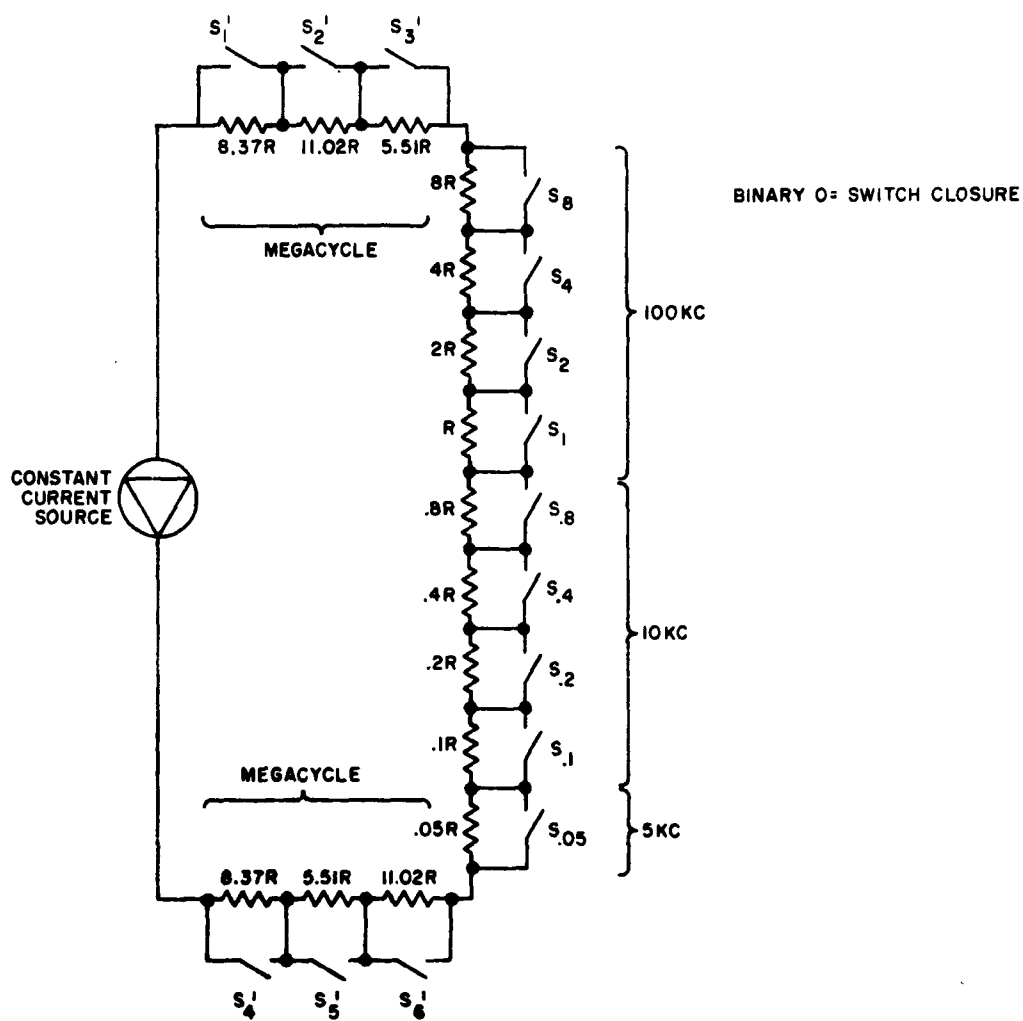 S1' S2' S3'
8.37R 11.02R 5.51R
MEGACYCLE
BINARY 0= SWITCH CLOSURE
8R S8
4R S4
2R S2
R S1
100KC
CONSTANT
CURRENT
SOURCE
.8R S.8
.4R S.4
.2R S.2
.1R S.1
10KC
MEGACYCLE
.05R S.05
5KC
8.37R 5.51R 11.02R
S4' S5' S6'